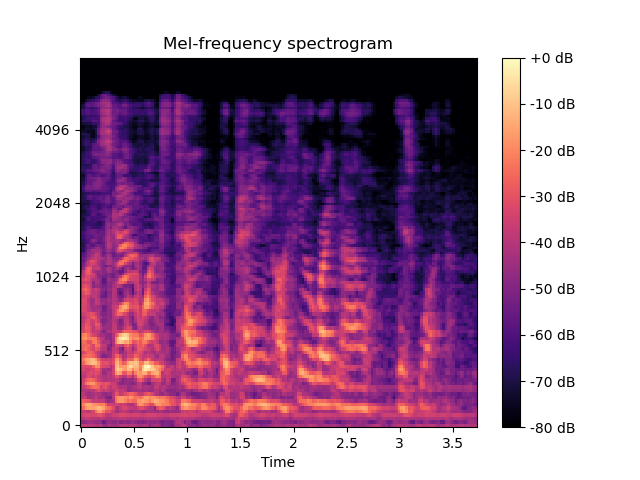 Mel-frequency spectrogram
+0 dB
-10 dB
4096
-20 dB
2048
-30 dB
Hz
-40 dB
1024
-50 dB
512
-60 dB
-70 dB
0
-80 dB
0 0.5 1 1.5 2 2.5 3 3.5
Time